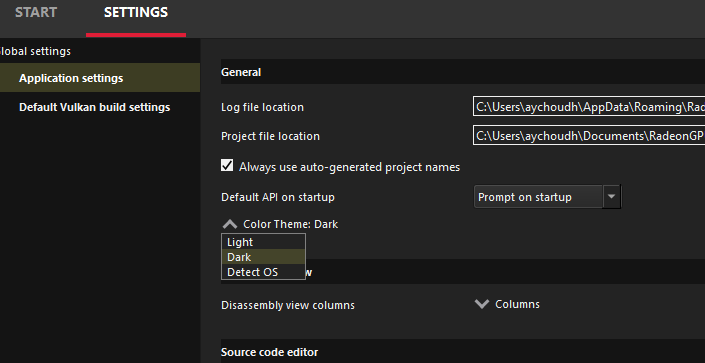 START SETTINGS
lobal settings
Application settings
Default Vulkan build settings
General
Log file location C:\Users\aychoudh\AppData\Roaming\Rad
Project file location C:\Users\aychoudh\Documents\RadeonGP
Always use auto-generated project names
Default API on startup Prompt on startup
Color Theme: Dark
Light
Dark
Detect OS
Disassembly view columns Columns
Source code editor